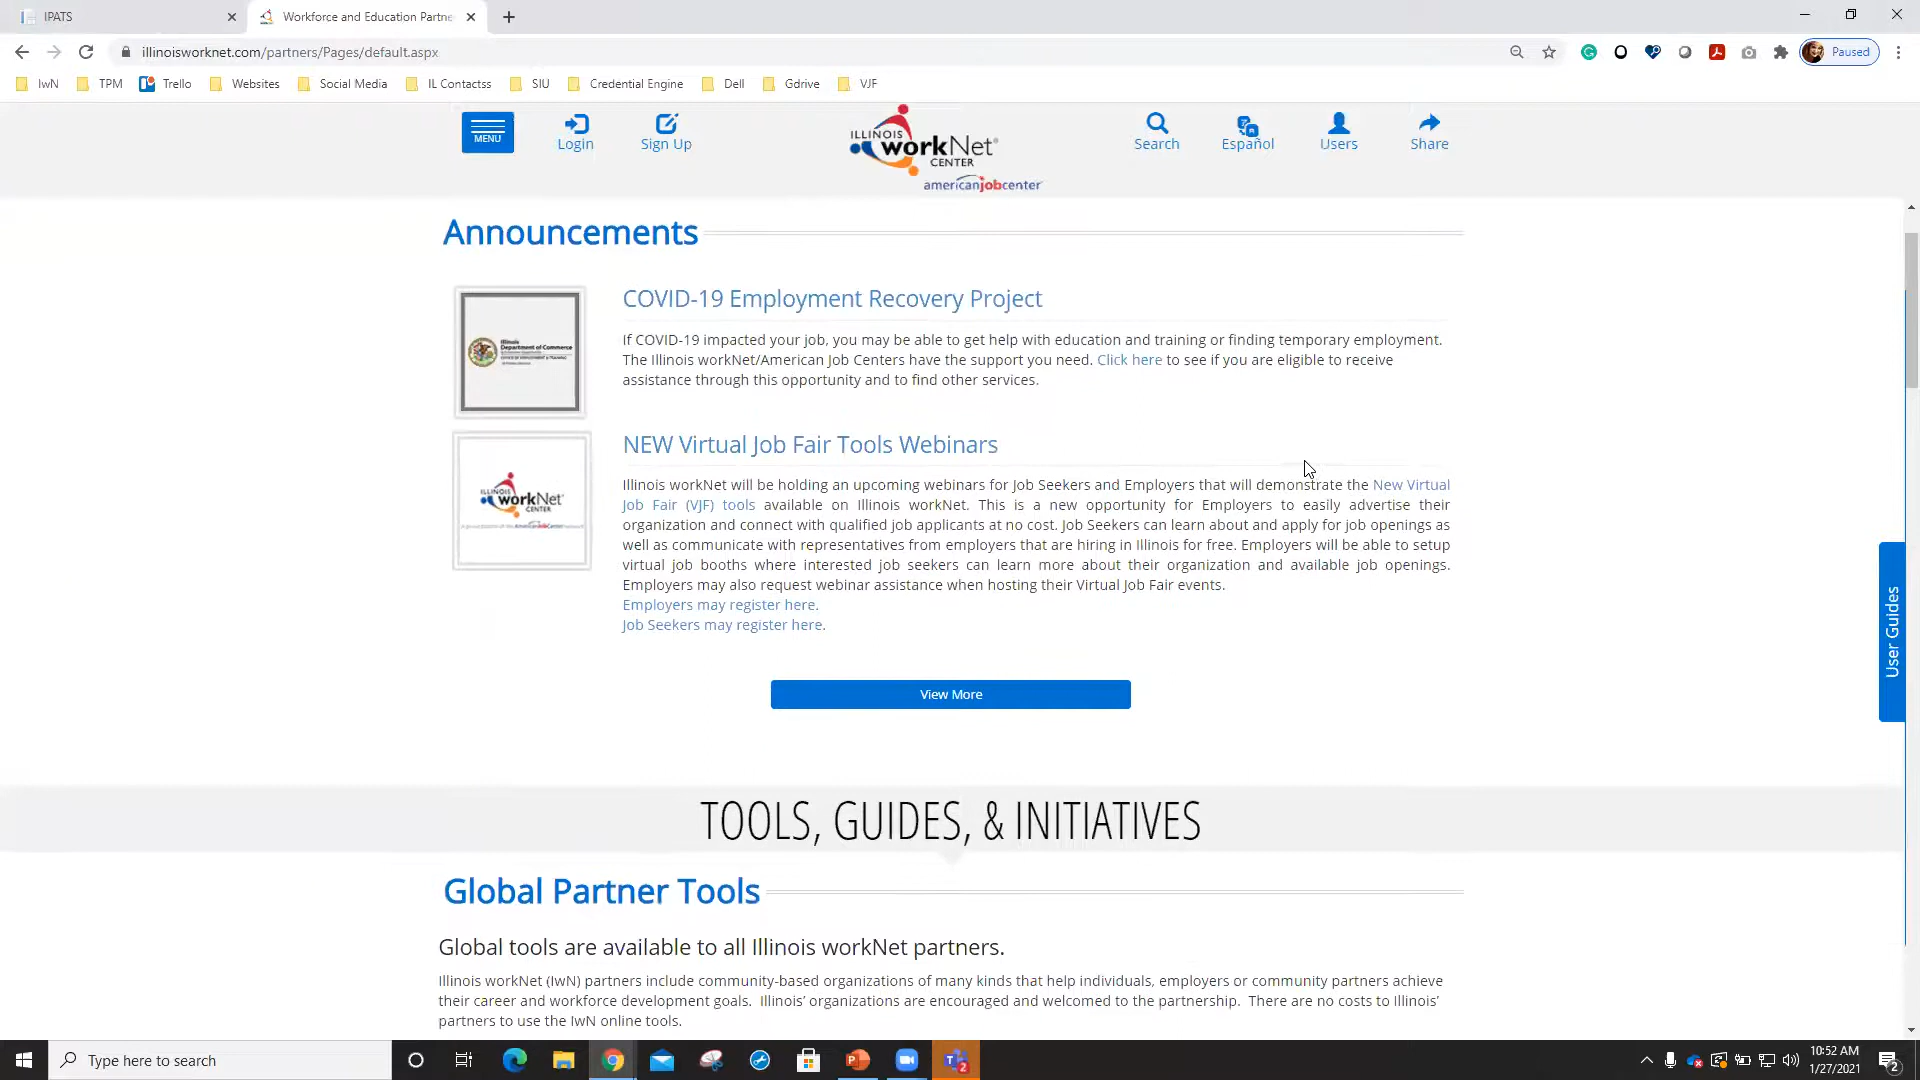 IPATS
Workforce and Education Partne
illinoisworknet.com/partners/Pages/default.aspx
Paused
IwN
TPM
Trello
Websites
Social Media
IL Contactss
SIU
Credential Engine
Dell
Gdrive
VJF
MENU
Login
Sign Up
ILLINOIS
workNet
CENTER
americanjobcenter
Search
Español
Users
Share
Announcements
COVID-19 Employment Recovery Project
Illinois
Department of Commerce
If COVID-19 impacted your job, you may be able to get help with education and training or finding temporary employment.
The Illinois workNet/American Job Centers have the support you need. Click here to see if you are eligible to receive
assistance through this opportunity and to find other services.
NEW Virtual Job Fair Tools Webinars
ILLINOIS
workNet
CENTER
Illinois workNet will be holding an upcoming webinars for Job Seekers and Employers that will demonstrate the New Virtual
Job Fair (VJF) tools available on Illinois workNet. This is a new opportunity for Employers to easily advertise their
organization and connect with qualified job applicants at no cost. Job Seekers can learn about and apply for job openings as
well as communicate with representatives from employers that are hiring in Illinois for free. Employers will be able to setup
virtual job booths where interested job seekers can learn more about their organization and available job openings.
Employers may also request webinar assistance when hosting their Virtual Job Fair events.
Employers may register here.
Job Seekers may register here.
View More
User Guides
TOOLS, GUIDES, & INITIATIVES
Global Partner Tools
Global tools are available to all Illinois workNet partners.
Illinois workNet (IwN) partners include community-based organizations of many kinds that help individuals, employers or community partners achieve
their career and workforce development goals. Illinois' organizations are encouraged and welcomed to the partnership. There are no costs to Illinois'
partners to use the IwN online tools.
Type here to search
10:52 AM
1/27/2021
2